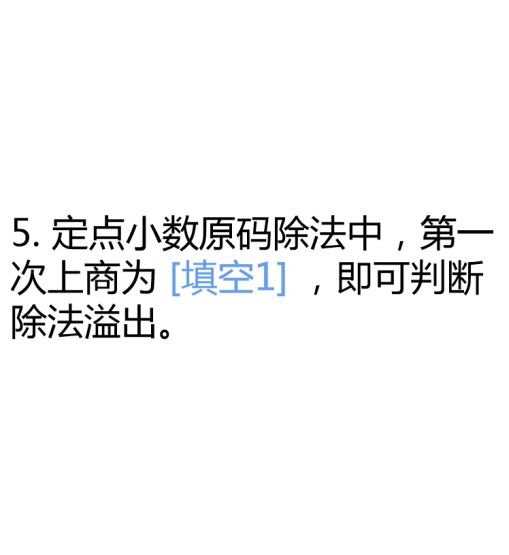 5. 定点小数原码除法中，第一
次上商为 [填空1] ，即可判断
除法溢出。